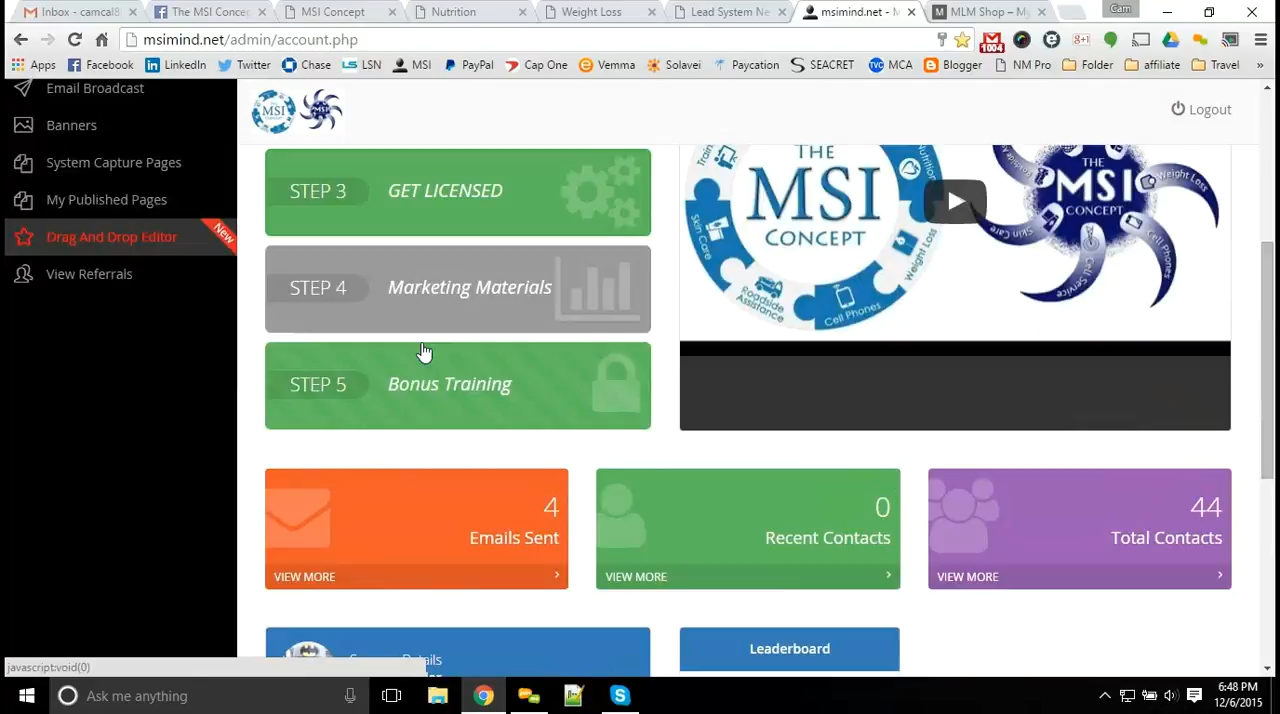 Inbox - camcal8
The MSI Concep
MSI Concept
Nutrition
Weight Loss
Lead System Ne
msimind.net -
MLM Shop – My
Cam
msimind.net/admin/account.php
1004
Apps
Facebook
LinkedIn
Twitter
Chase
LSN
MSI
PayPal
Cap One
Vemma
Solavei
Paycation
SEACRET
MCA
Blogger
NM Pro
Folder
affiliate
Travel
»
Email Broadcast
Banners
System Capture Pages
My Published Pages
Drag And Drop Editor
New
View Referrals
THE MSI CONCEPT
Logout
STEP 3 GET LICENSED
STEP 4 Marketing Materials
STEP 5 Bonus Training
THE
MSI
CONCEPT
Nutrition
Weight Loss
Cell Phones
Roadside Assistance
Skin Care
THE
MSI
CONCEPT
Weight Loss
Cell Phones
Cell Service
Skin Care
4
Emails Sent
VIEW MORE
0
Recent Contacts
VIEW MORE
44
Total Contacts
VIEW MORE
Leaderboard
javascript:void(0)
Ask me anything
6:48 PM
12/6/2015